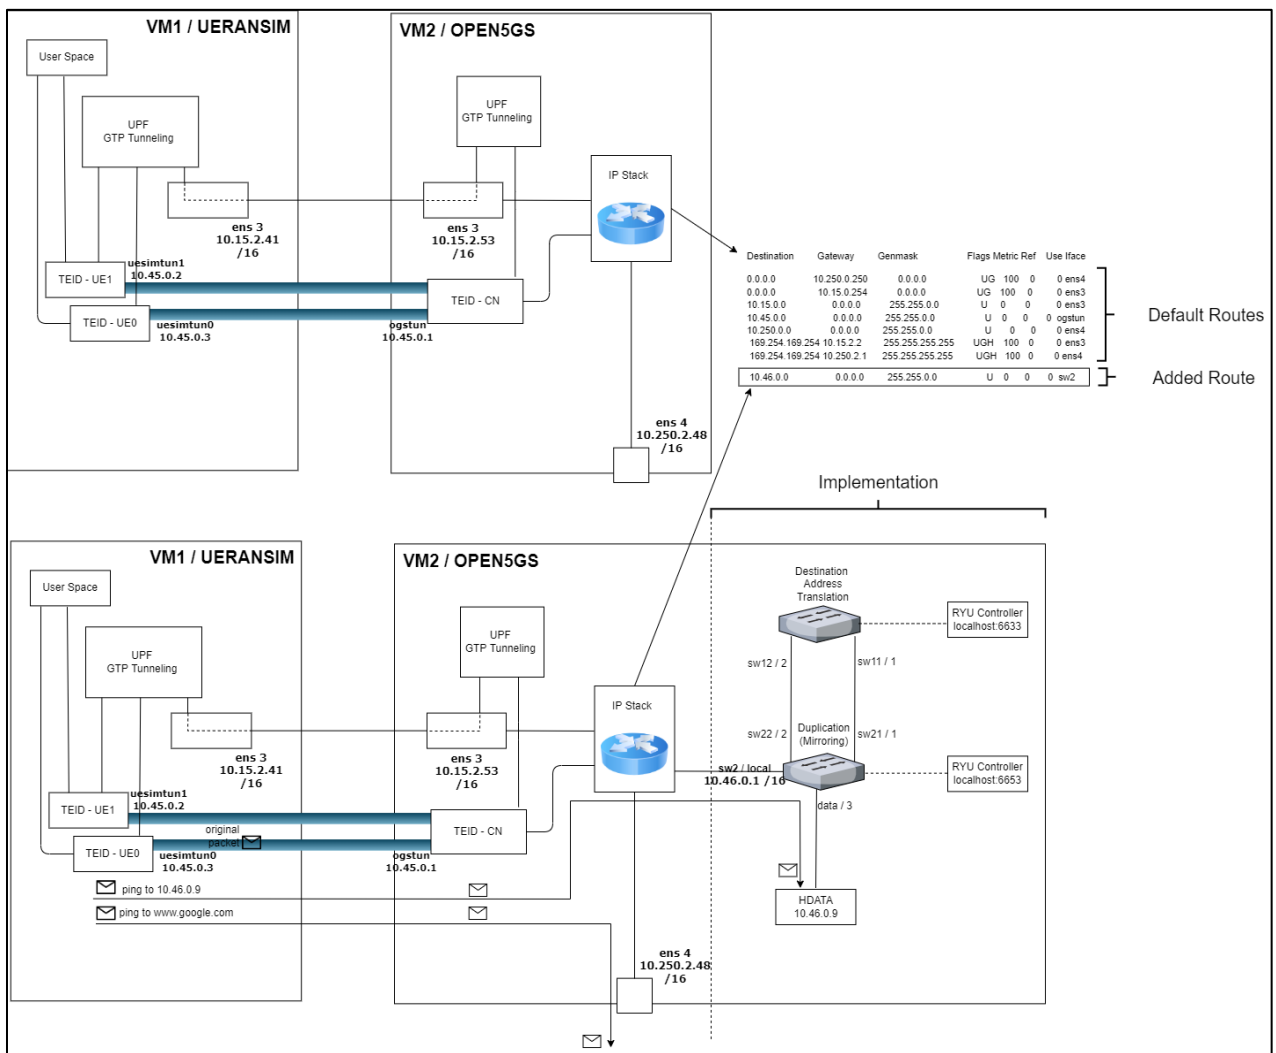 VM1 / UERANSIM
VM2 / OPEN5GS
User Space
UPF
GTP Tunneling
UPF
GTP Tunneling
IP Stack
ens 3
10.15.2.41
/16
ens 3
10.15.2.53
/16
uesimtun1
10.45.0.2
TEID - UE1
TEID - UE0
uesimtun0
10.45.0.3
TEID - CN
ogstun
10.45.0.1
ens 4
10.250.2.48
/16
Destination Gateway Genmask Flags Metric Ref Use Iface
0.0.0.0 10.250.0.250 0.0.0.0 UG 100 0 0 ens4
0.0.0.0 10.15.0.254 0.0.0.0 UG 100 0 0 ens3
10.15.0.0 0.0.0.0 255.255.0.0 U 0 0 0 ens3
10.45.0.0 0.0.0.0 255.255.0.0 U 0 0 0 ogstun
10.250.0.0 0.0.0.0 255.255.0.0 U 0 0 0 ens4
169.254.169.254 10.15.2.2 255.255.255.255 UGH 100 0 0 ens3
169.254.169.254 10.250.2.1 255.255.255.255 UGH 100 0 0 ens4
10.46.0.0 0.0.0.0 255.255.0.0 U 0 0 0 sw2
Default Routes
Added Route
Implementation
VM1 / UERANSIM
VM2 / OPEN5GS
User Space
UPF
GTP Tunneling
UPF
GTP Tunneling
IP Stack
ens 3
10.15.2.41
/16
ens 3
10.15.2.53
/16
uesimtun1
10.45.0.2
TEID - UE1
original
packet
TEID - UE0
uesimtun0
10.45.0.3
TEID - CN
ogstun
10.45.0.1
ping to 10.46.0.9
ping to www.google.com
ens 4
10.250.2.48
/16
Destination
Address
Translation
RYU Controller
localhost:6633
sw12 / 2
sw11 / 1
sw22 / 2
Duplication
(Mirroring)
sw21 / 1
sw2 / local
10.46.0.1 /16
RYU Controller
localhost:6653
data / 3
HDATA
10.46.0.9